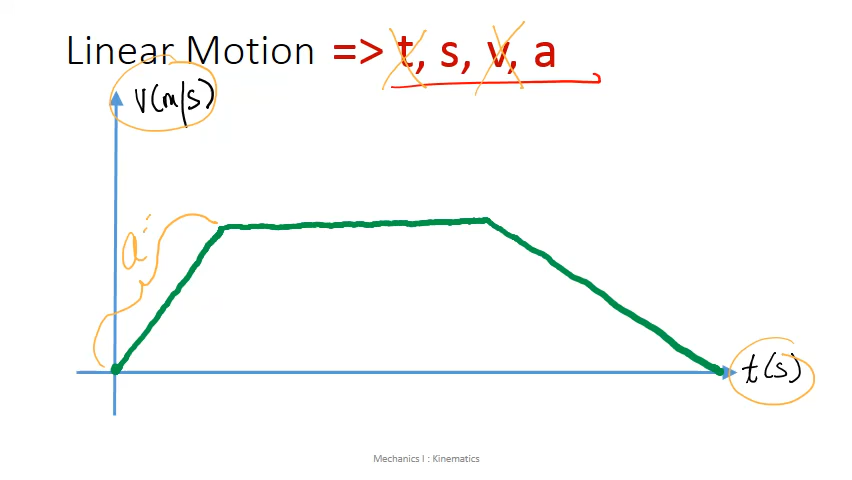 Linear Motion => t, s, v, a
v(m/s)
a
t(s)
Mechanics I : Kinematics